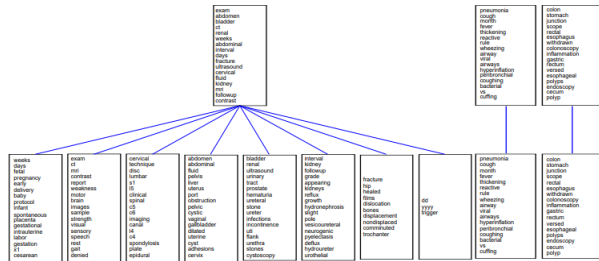 exam
abdomen
bladder
ct
renal
weeks
abdominal
interval
days
fracture
ultrasound
cervical
fluid
kidney
mri
followup
contrast
pneumonia
cough
month
fever
thickening
reactive
rule
wheezing
airway
viral
airways
hyperinflation
peribronchial
coughing
bacterial
vs
cuffing
colon
stomach
junction
scope
rectal
esophagus
withdrawn
colonoscopy
inflammation
gastric
rectum
versed
esophageal
polyps
endoscopy
cecum
polyp
weeks
days
fetal
pregnancy
early
delivery
baby
protocol
infant
spontaneous
placenta
gestational
intrauterine
labor
gestation
x1
cesarean
exam
ct
mri
contrast
report
weakness
motor
brain
images
sample
strength
visual
sensory
speech
rest
gait
denied
cervical
technique
disc
lumbar
s1
l5
clinical
spinal
c5
c6
imaging
canal
l4
c4
spondylosis
plate
epidural
abdomen
abdominal
fluid
pelvis
liver
uterus
port
obstruction
pelvic
cystic
vaginal
gallbladder
dilated
uterine
cyst
adhesions
cervix
bladder
renal
ultrasound
urinary
tract
prostate
hematuria
ureteral
stone
ureter
infections
incontinence
uti
flank
urethra
stones
cystoscopy
interval
kidney
followup
grade
appearing
kidneys
reflux
growth
hydronephrosis
slight
pole
vesicoureteral
neurogenic
pyelectasis
deflux
hydroureter
urothelial
fracture
hip
healed
films
dislocation
bones
displacement
nondisplaced
comminuted
trochanter
dd
yyyy
trigger
pneumonia
cough
month
fever
thickening
reactive
rule
wheezing
airway
viral
airways
hyperinflation
peribronchial
coughing
bacterial
vs
cuffing
colon
stomach
junction
scope
rectal
esophagus
withdrawn
colonoscopy
inflammation
gastric
rectum
versed
esophageal
polyps
endoscopy
cecum
polyp